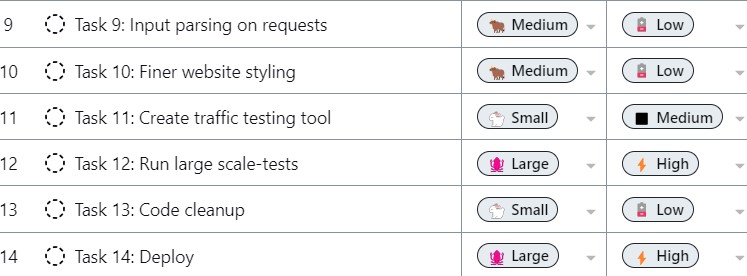 9 Task 9: Input parsing on requests Medium Low
10 Task 10: Finer website styling Medium Low
11 Task 11: Create traffic testing tool Small Medium
12 Task 12: Run large scale-tests Large High
13 Task 13: Code cleanup Small Low
14 Task 14: Deploy Large High